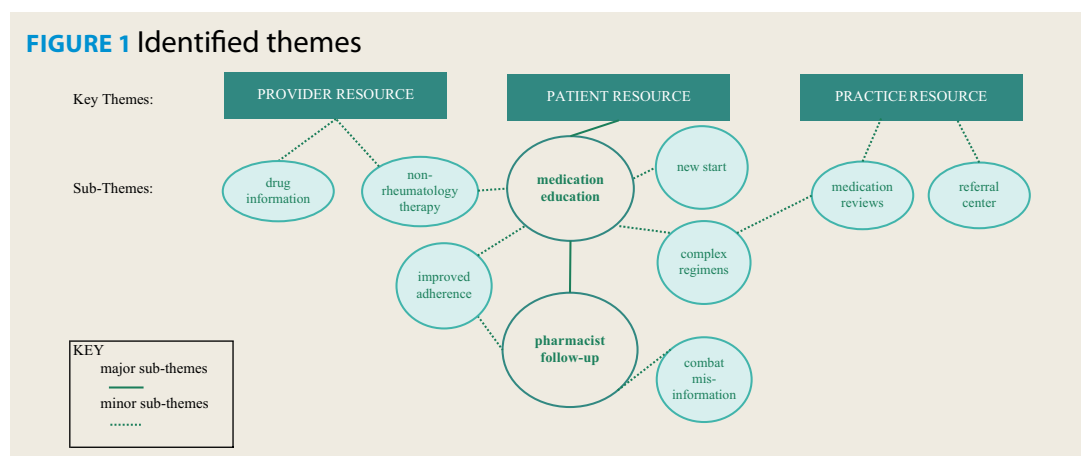 FIGURE 1 Identified themes
Key Themes:
PROVIDER RESOURCE
PATIENT RESOURCE
PRACTICE RESOURCE
Sub-Themes:
drug
information
non-
rheumatology
therapy
medication
education
new start
medication
reviews
referral
center
improved
adherence
complex
regimens
pharmacist
follow-up
combat
mis-
information
KEY
major sub-themes
minor sub-themes